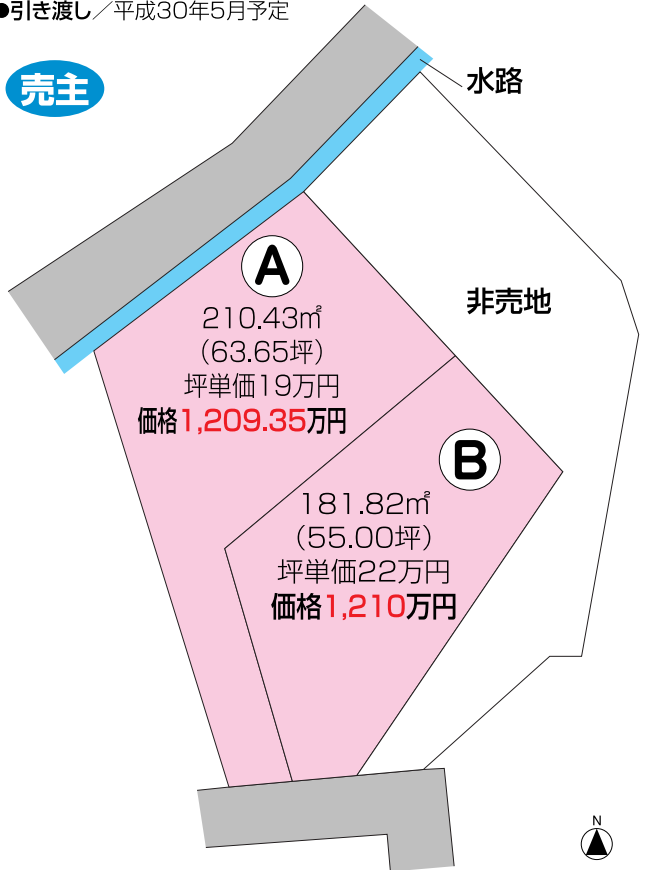 ●引き渡し／平成30年5月予定
売主
水路
A
210.43㎡
（63.65坪）
坪単価19万円
価格1,209.35万円
非売地
B
181.82㎡
（55.00坪）
坪単価22万円
価格1,210万円
N